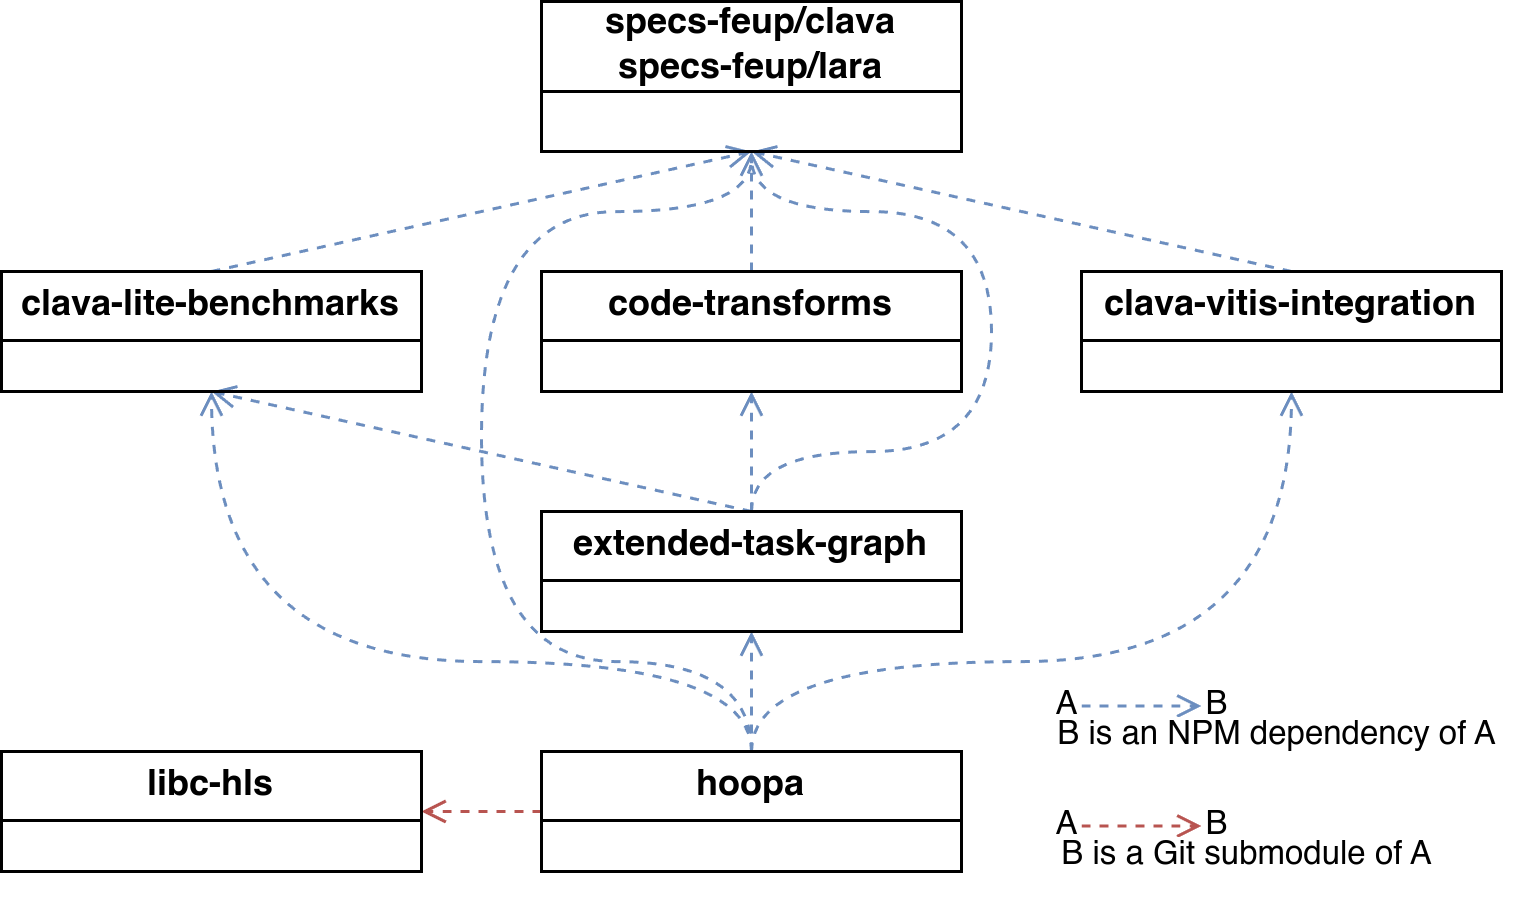 specs-feup/clava
specs-feup/lara
clava-lite-benchmarks
code-transforms
clava-vitis-integration
extended-task-graph
libc-hls
hoopa
A B
B is an NPM dependency of A
A B
B is a Git submodule of A